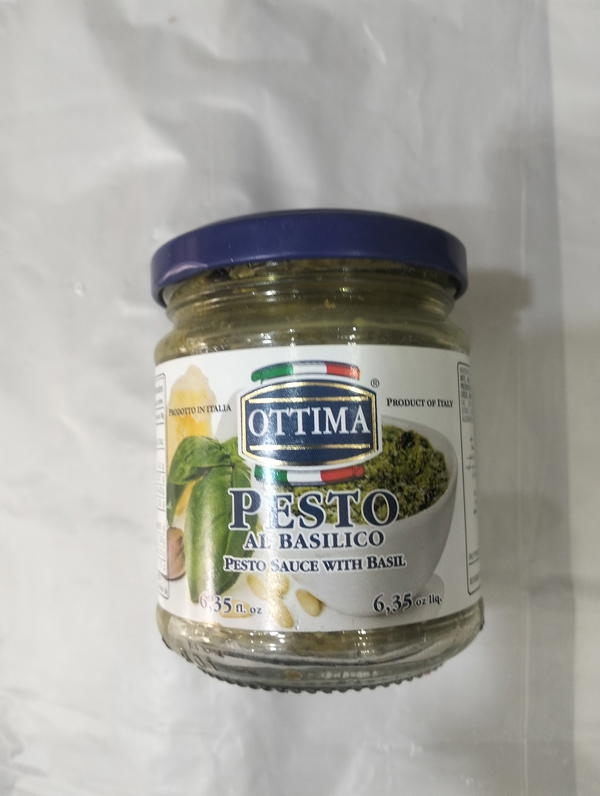 PRODOTTO IN ITALIA
PRODUCT OF ITALY
®
OTTIMA
PESTO
AL BASILICO
PESTO SAUCE WITH BASIL
6,35 fl. oz
6,35 oz liq.